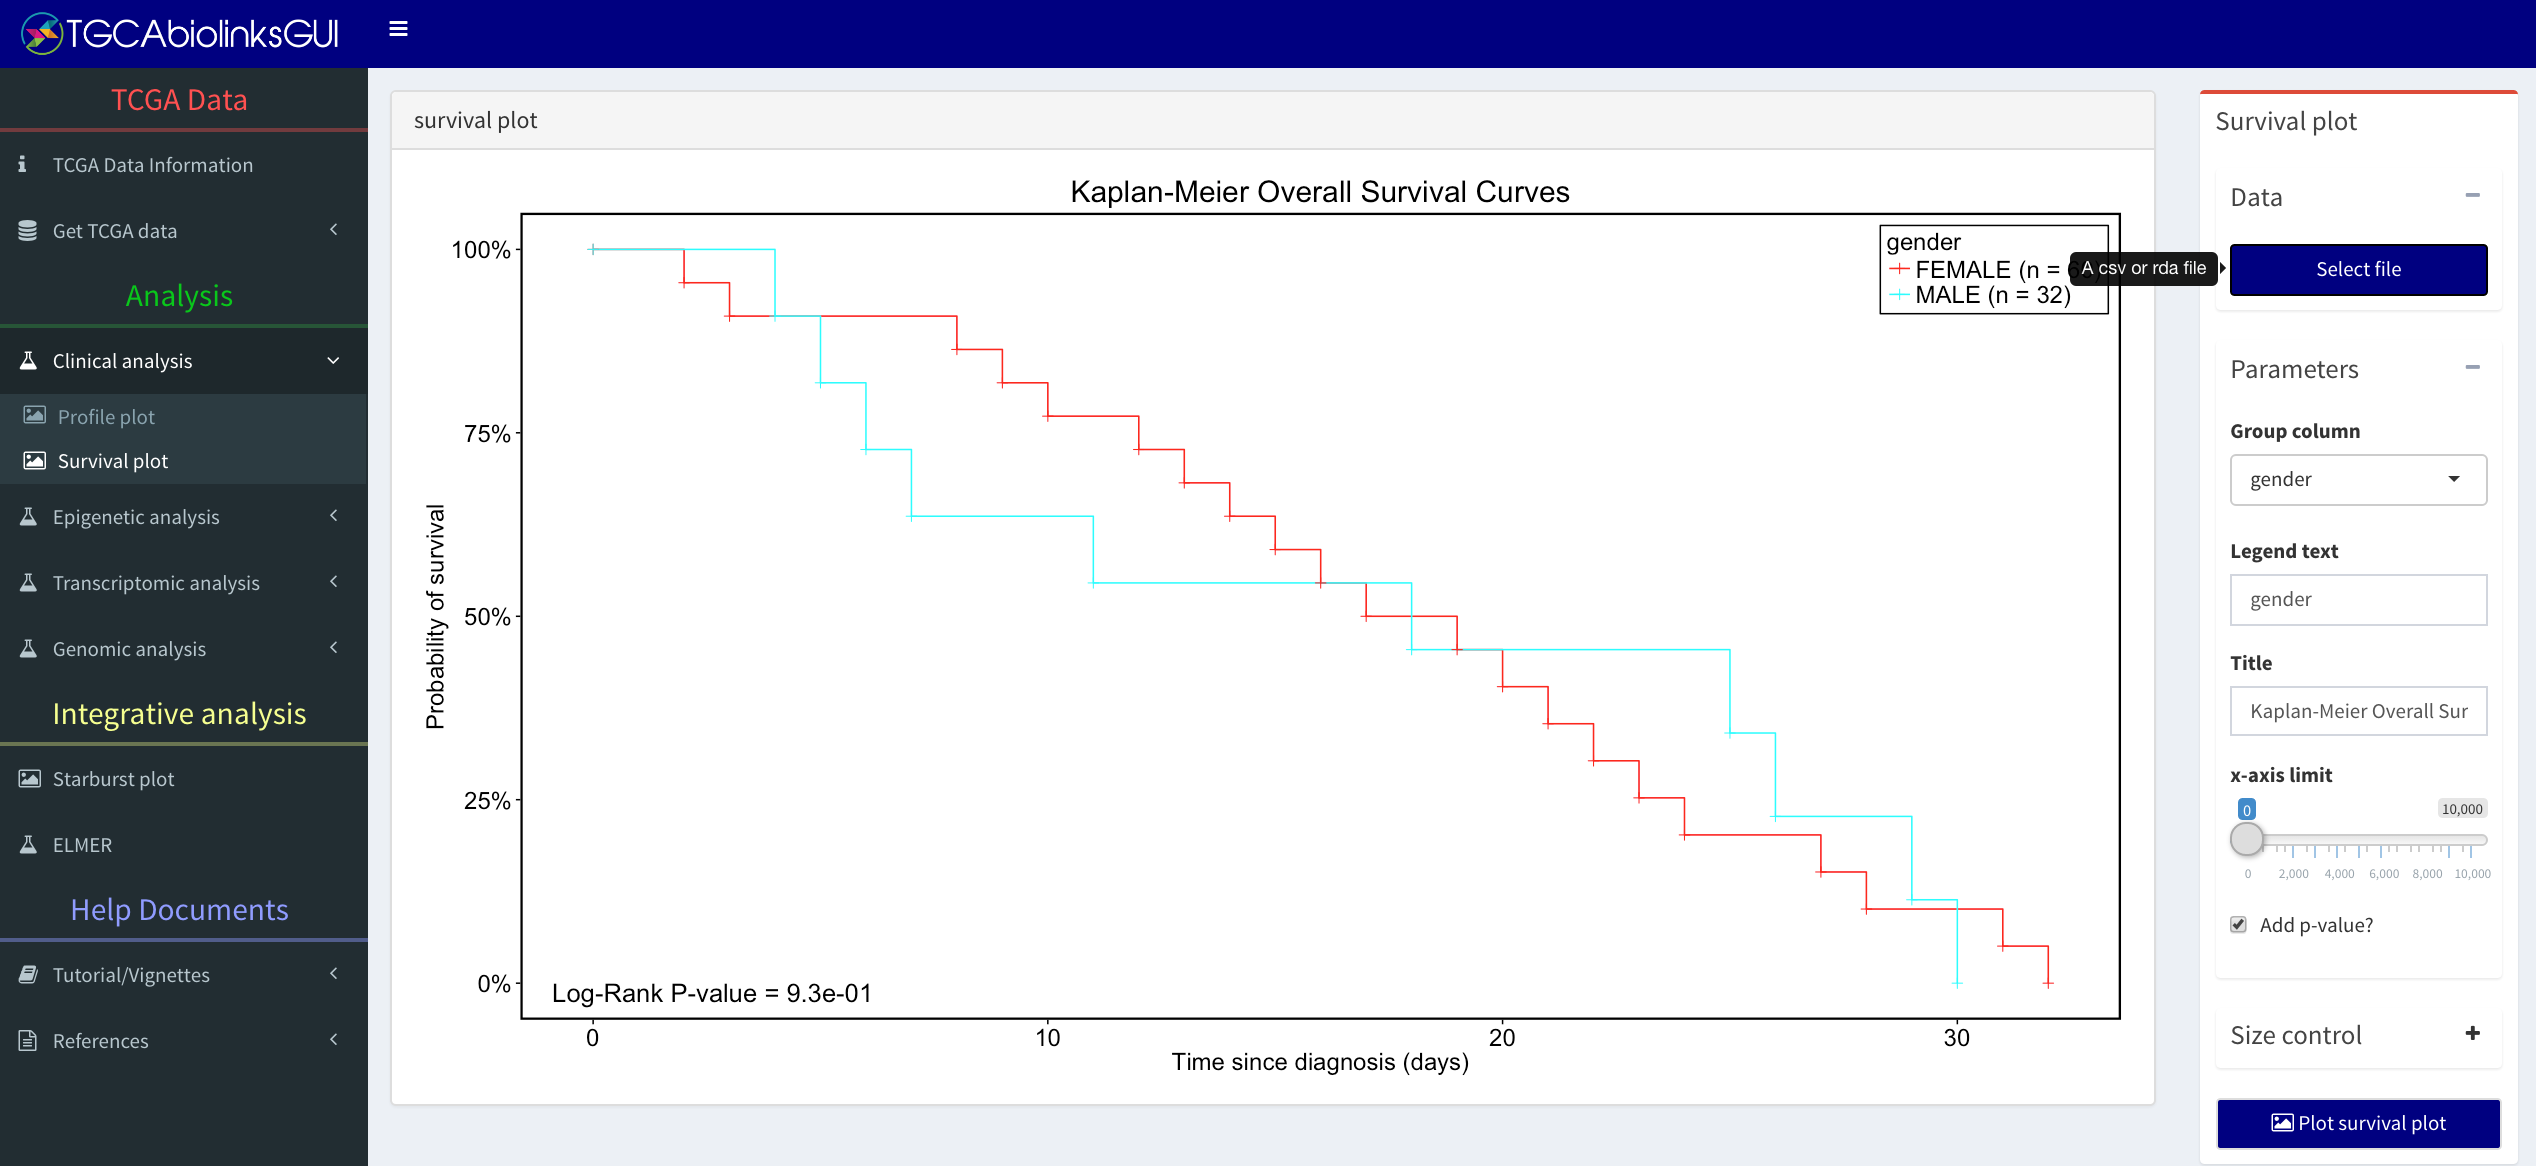 TGCAbiolinksGUI
TCGA Data
TCGA Data Information
Get TCGA data
Analysis
Clinical analysis
Profile plot
Survival plot
Epigenetic analysis
Transcriptomic analysis
Genomic analysis
Integrative analysis
Starburst plot
ELMER
Help Documents
Tutorial/Vignettes
References
survival plot
Kaplan-Meier Overall Survival Curves
100%
75%
50%
25%
0%
Probability of survival
gender
FEMALE (n =
MALE (n = 32)
Log-Rank P-value = 9.3e-01
0 10 20 30
Time since diagnosis (days)
Survival plot
Data
A csv or rda file
Select file
Parameters
Group column
gender
Legend text
gender
Title
Kaplan-Meier Overall Sur
x-axis limit
0 10,000
0 2,000 4,000 6,000 8,000 10,000
Add p-value?
Size control
Plot survival plot